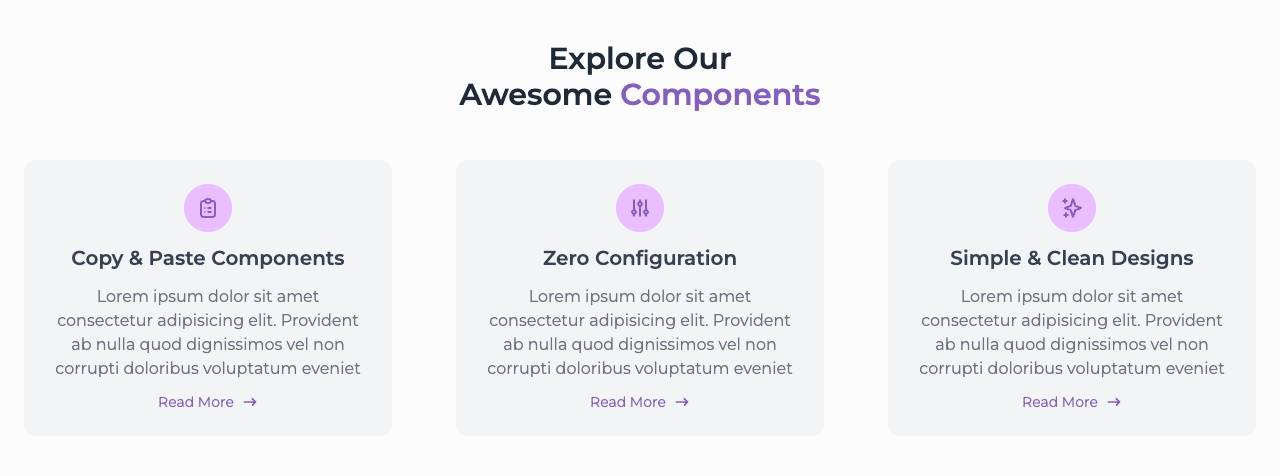 Explore Our
Awesome Components
Copy & Paste Components
Lorem ipsum dolor sit amet
consectetur adipisicing elit. Provident
ab nulla quod dignissimos vel non
corrupti doloribus voluptatum eveniet
Read More →
Zero Configuration
Lorem ipsum dolor sit amet
consectetur adipisicing elit. Provident
ab nulla quod dignissimos vel non
corrupti doloribus voluptatum eveniet
Read More →
Simple & Clean Designs
Lorem ipsum dolor sit amet
consectetur adipisicing elit. Provident
ab nulla quod dignissimos vel non
corrupti doloribus voluptatum eveniet
Read More →